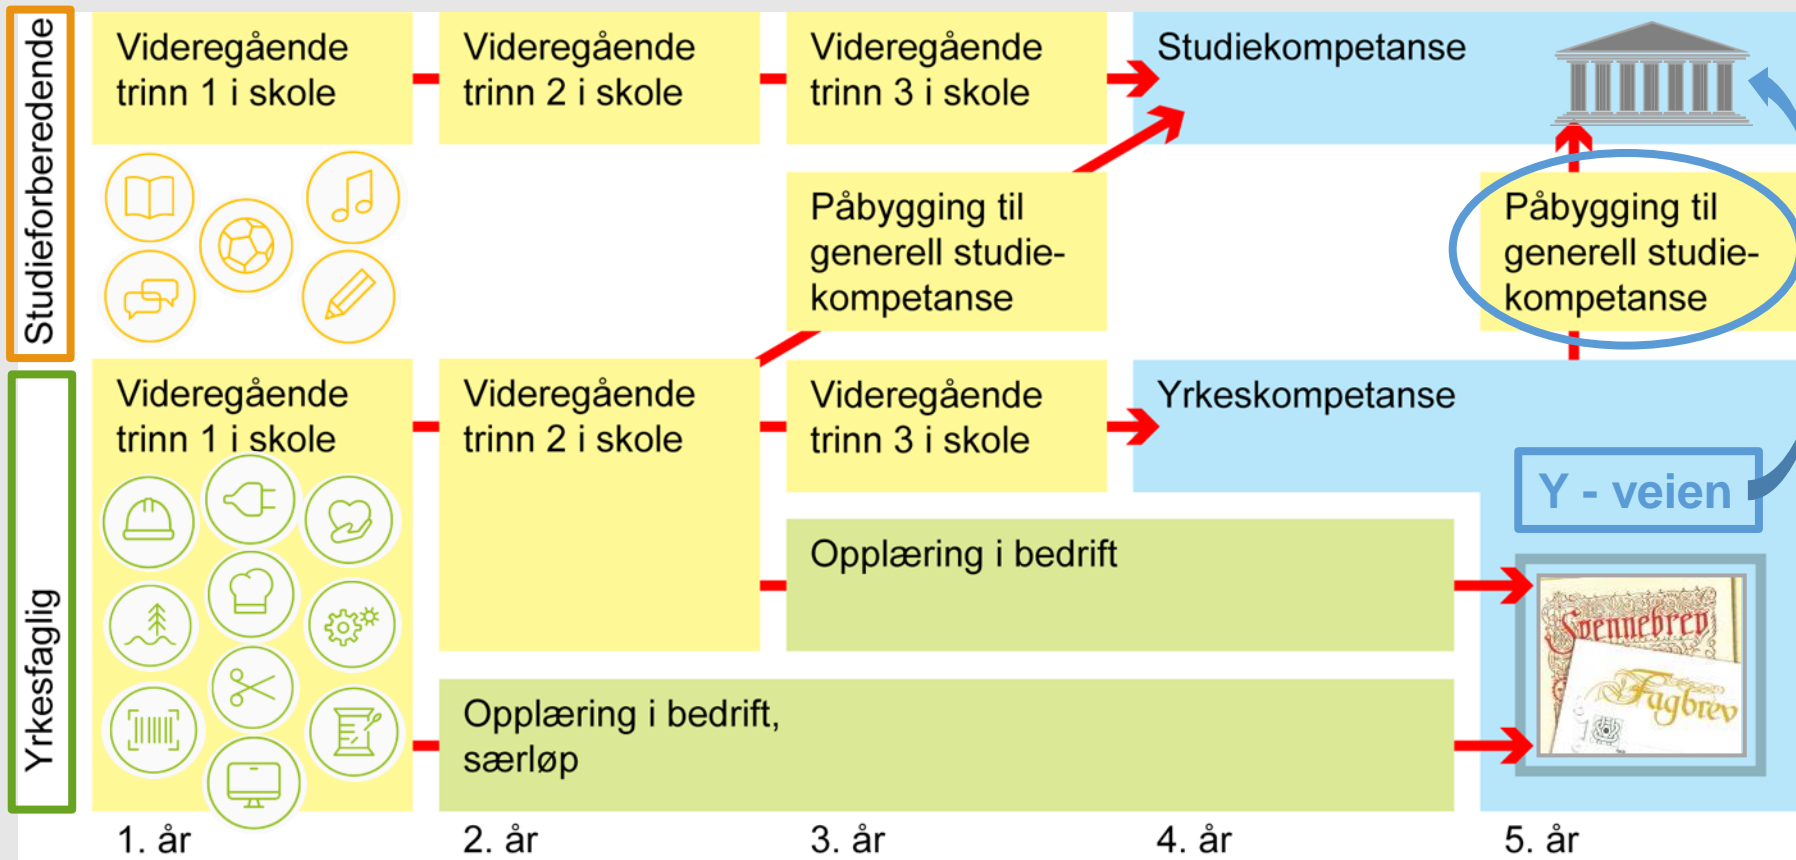 Studieforberedende
Videregående
trinn 1 i skole
Videregående
trinn 2 i skole
Videregående
trinn 3 i skole
Studiekompetanse
Påbygging til
generell studie-
kompetanse
Påbygging til
generell studie-
kompetanse
Yrkesfaglig
Videregående
trinn 1 i skole
Videregående
trinn 2 i skole
Videregående
trinn 3 i skole
Yrkeskompetanse
Y - veien
Opplæring i bedrift
Svennebrev
Fagbrev
Opplæring i bedrift,
særløp
1. år
2. år
3. år
4. år
5. år